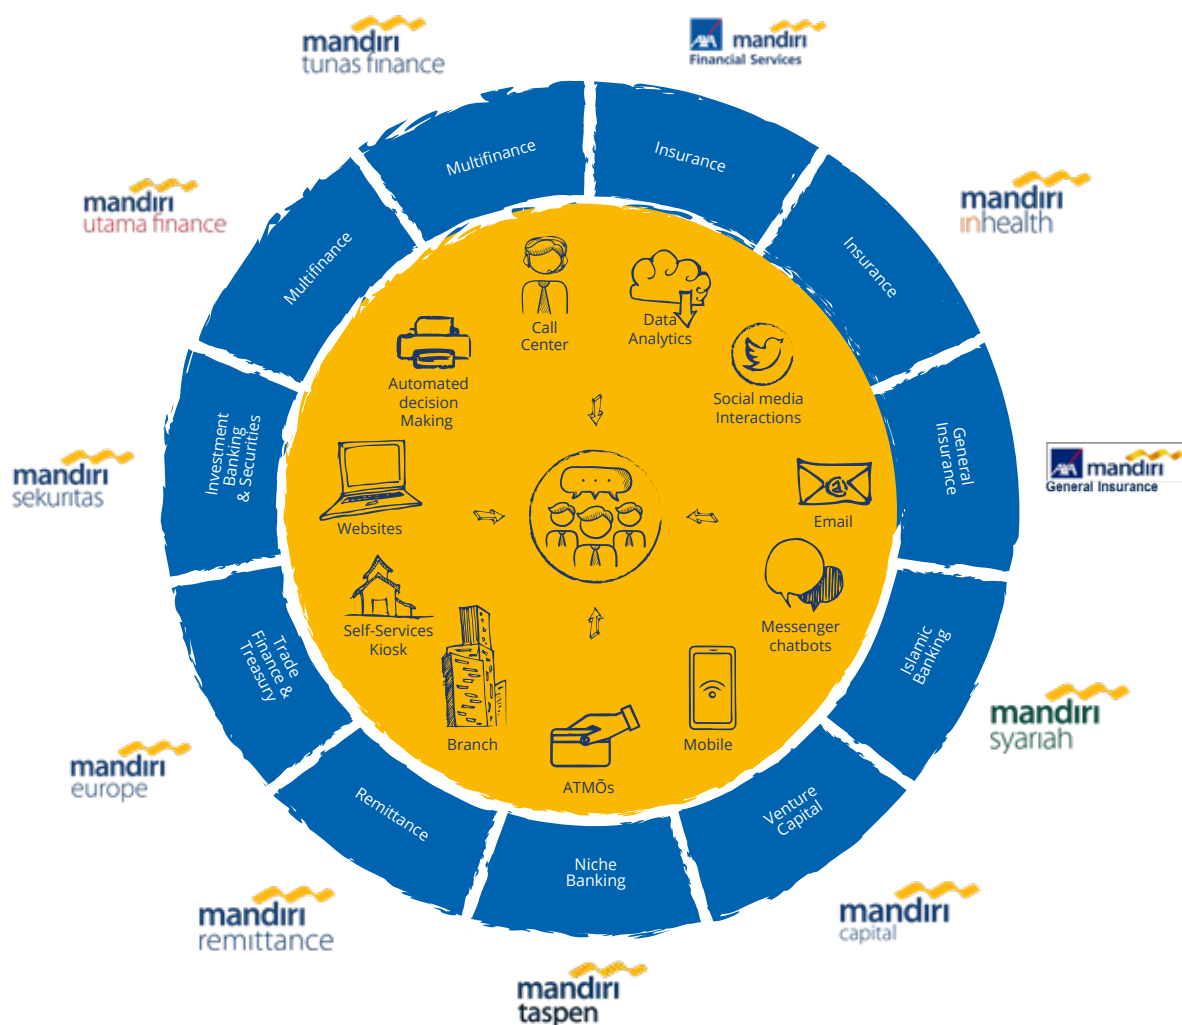 mandiri
tunas finance
AXA mandiri
Financial Services
mandiri
utama finance
mandiri
inhealth
mandiri
sekuritas
AXA mandiri
General Insurance
mandiri
europe
mandiri
syariah
mandiri
remittance
mandiri
capital
mandiri
taspen
Multifinance
Insurance
Multifinance
Insurance
Investment
Banking
& Securities
General
Insurance
Trade
Finance &
Treasury
Islamic
Banking
Remittance
Venture
Capital
Niche
Banking
Call
Center
Data
Analytics
Automated
decision
Making
Social media
Interactions
Websites
Email
Self-Services
Kiosk
Messenger
chatbots
Branch
Mobile
ATMÕs